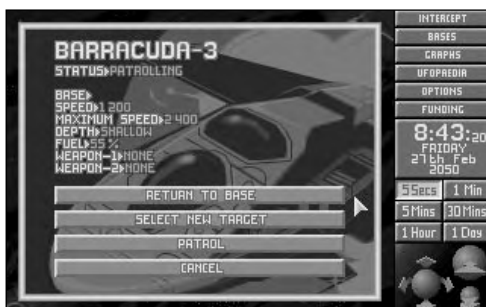 BARRACUDA-3
STATUS▸PATROLLING
BASE▸
SPEED▸1200
MAXIMUM SPEED▸2400
DEPTH▸SHALLOW
FUEL▸55%
WEAPON-1▸NONE
WEAPON-2▸NONE
RETURN TO BASE
SELECT NEW TARGET
PATROL
CANCEL
INTERCEPT
BASES
GRAPHS
UFOPAEDIA
OPTIONS
FUNDING
8:43:20
FRIDAY
27th Feb
2050
5Secs 1 Min
5Mins 30Mins
1 Hour 1 Day